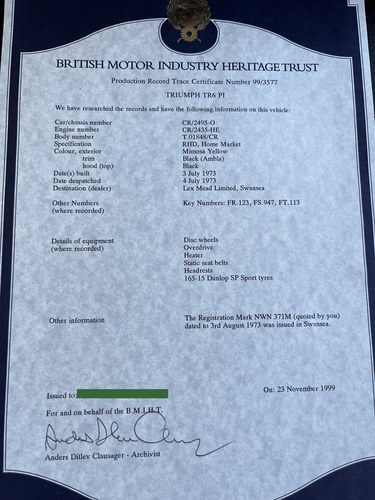 BRITISH MOTOR INDUSTRY HERITAGE TRUST
Production Record Trace Certificate Number 99/3577
TRIUMPH TR6 PI
We have researched the records and have the following information on this vehicle:
Car/chassis number CR/2495-O
Engine number CR/2435-HE
Body number T.01848/CR
Specification RHD, Home Market
Colour, exterior Mimosa Yellow
trim Black (Ambla)
hood (top) Black
Date(s) built 3 July 1973
Date despatched 4 July 1973
Destination (dealer) Lex Mead Limited, Swansea
Other Numbers Key Numbers: FR.123, FS.947, FT.113
(where recorded)
Details of equipment Disc wheels
(where recorded) Overdrive
Heater
Static seat belts
Headrests
165-15 Dunlop SP Sport tyres
Other information The Registration Mark NWN 371M (quoted by you)
dated to 3rd August 1973 was issued in Swansea.
Issued to: On: 23 November 1999
For and on behalf of the B.M.I.H.T.
Anders Ditlev Clausager - Archivist